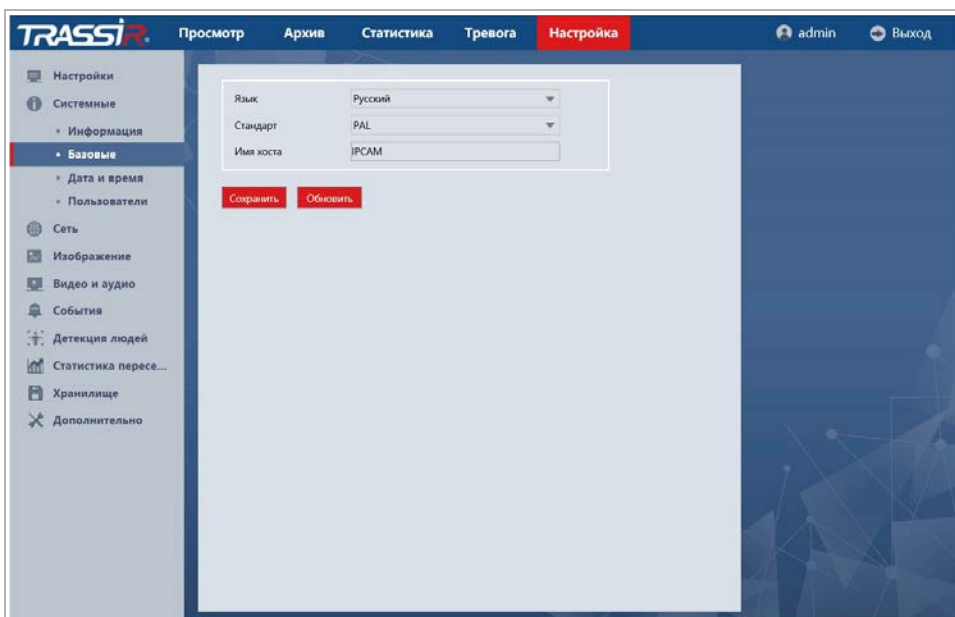 TRASSIR
Просмотр Архив Статистика Тревога Настройка admin Выход
Настройки
Системные
Информация
Базовые
Дата и время
Пользователи
Сеть
Изображение
Видео и аудио
События
Детекция людей
Статистика пересе...
Хранилище
Дополнительно
Язык Русский
Стандарт PAL
Имя хоста IPCAM
Сохранить Обновить